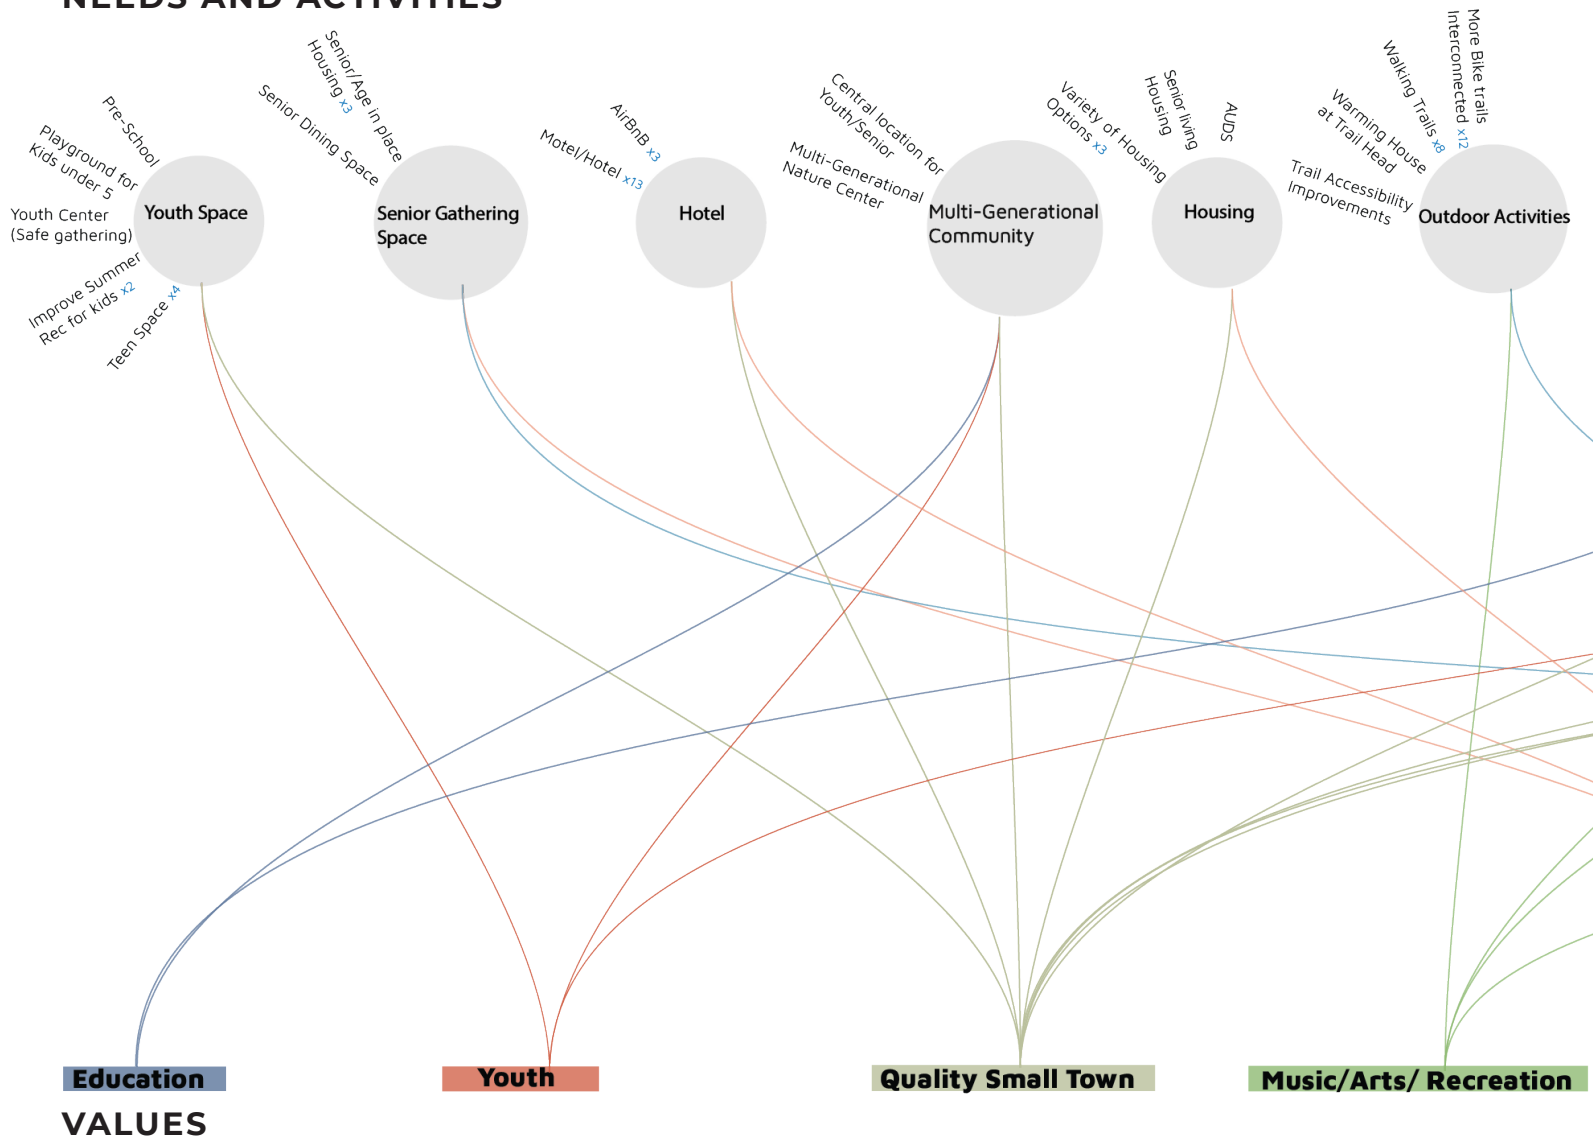 NEEDS AND ACTIVITIES
Pre-School
Playground for
Kids under 5
Youth Center
(Safe gathering)
Improve Summer
Rec for kids x2
Teen Space x4
Youth Space
Senior/Age in place
Housing x3
Senior Dining Space
Senior Gathering
Space
AirBnB x3
Motel/Hotel x13
Hotel
Central location for
Youth/Senior
Multi-Generational
Nature Center
Multi-Generational
Community
Variety of Housing
Options x3
Senior living
Housing
AUDS
Housing
More Bike trails
Interconnected x12
Walking Trails x8
Warming House
at Trail Head
Trail Accessibility
Improvements
Outdoor Activities
Education
Youth
Quality Small Town
Music/Arts/ Recreation
VALUES